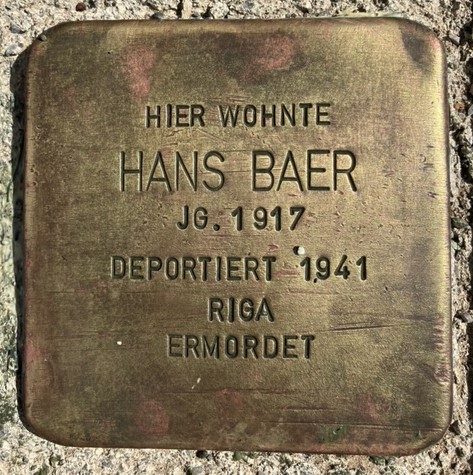 HIER WOHNTE
HANS BAER
JG. 1917
DEPORTIERT 1941
RIGA
ERMORDET